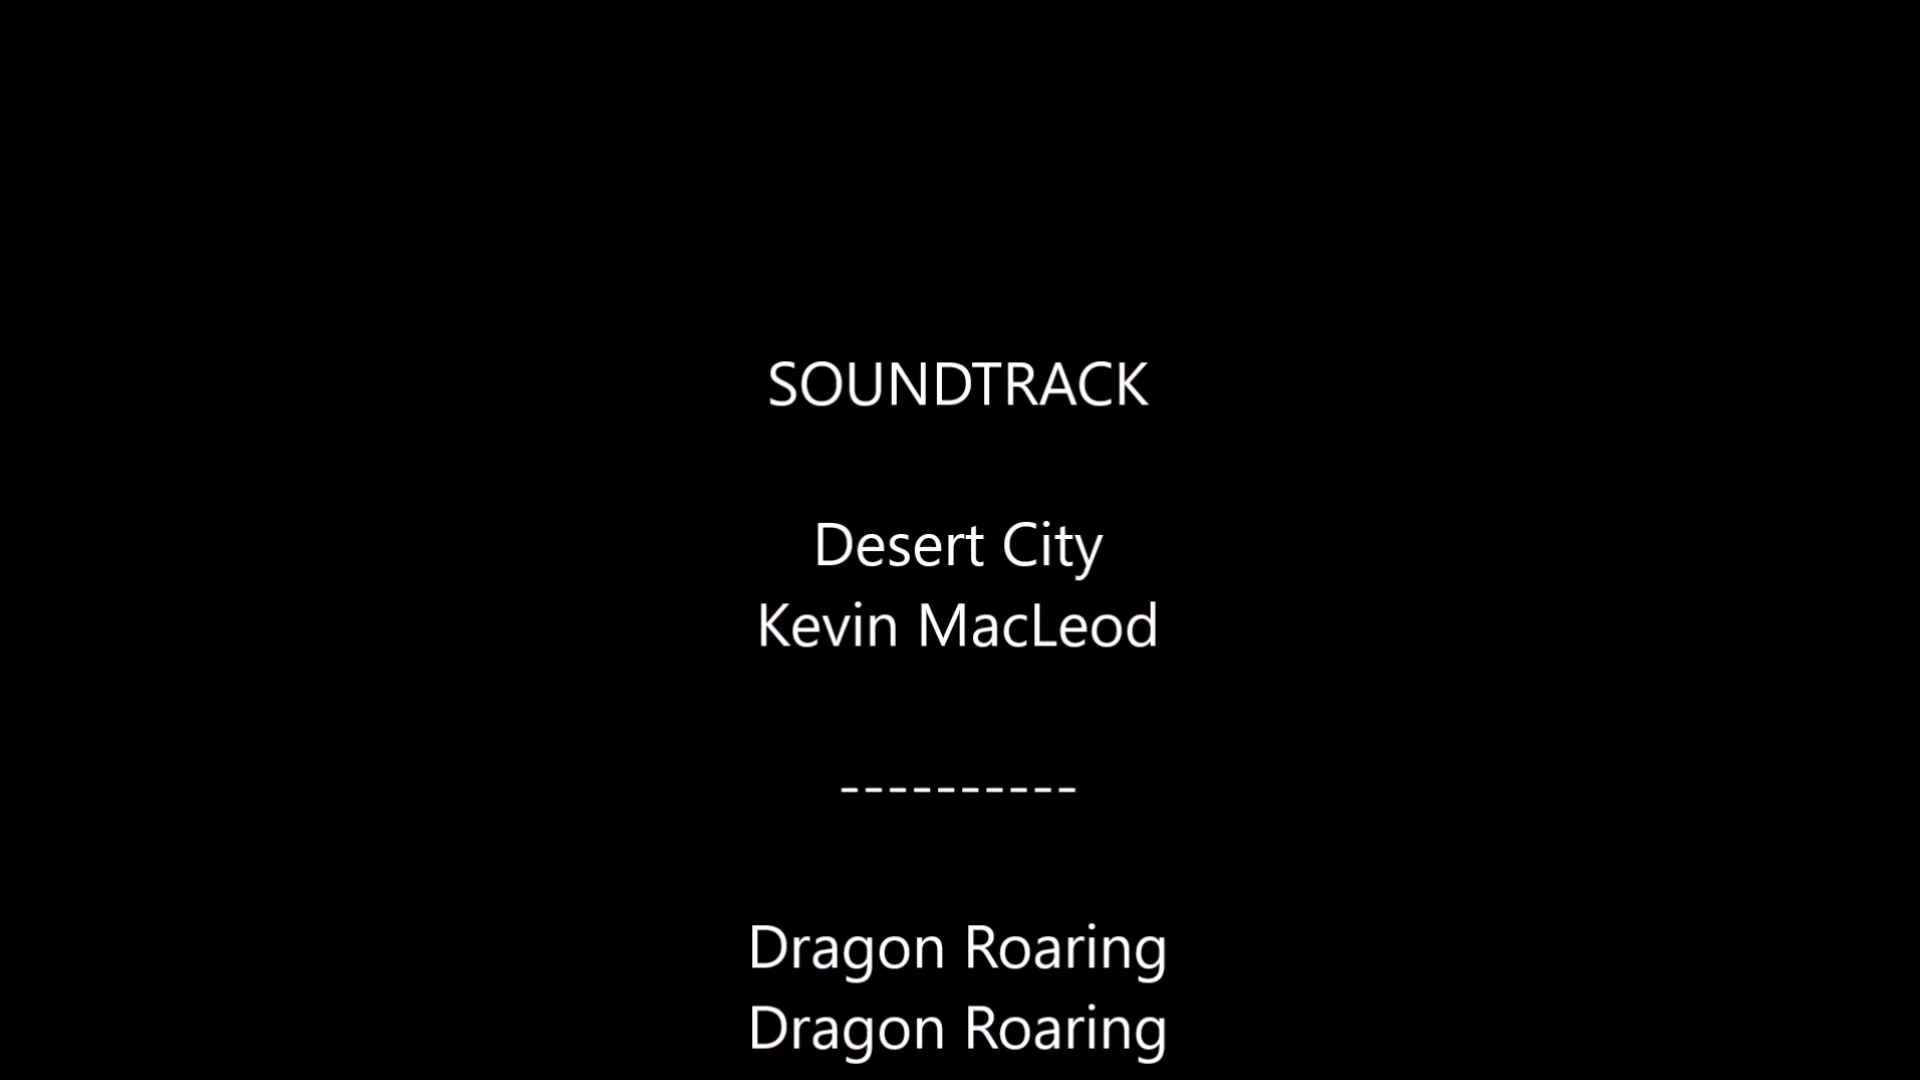 SOUNDTRACK
Desert City
Kevin MacLeod
----------
Dragon Roaring
Dragon Roaring